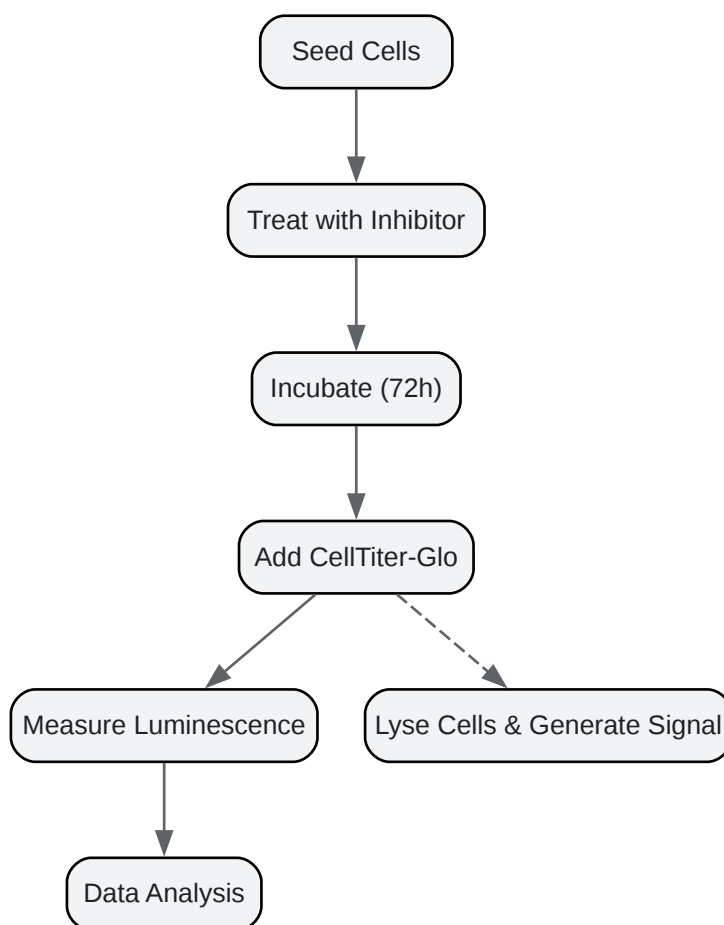 Seed Cells
Treat with Inhibitor
Incubate (72h)
Add CellTiter-Glo
Measure Luminescence
Lyse Cells & Generate Signal
Data Analysis